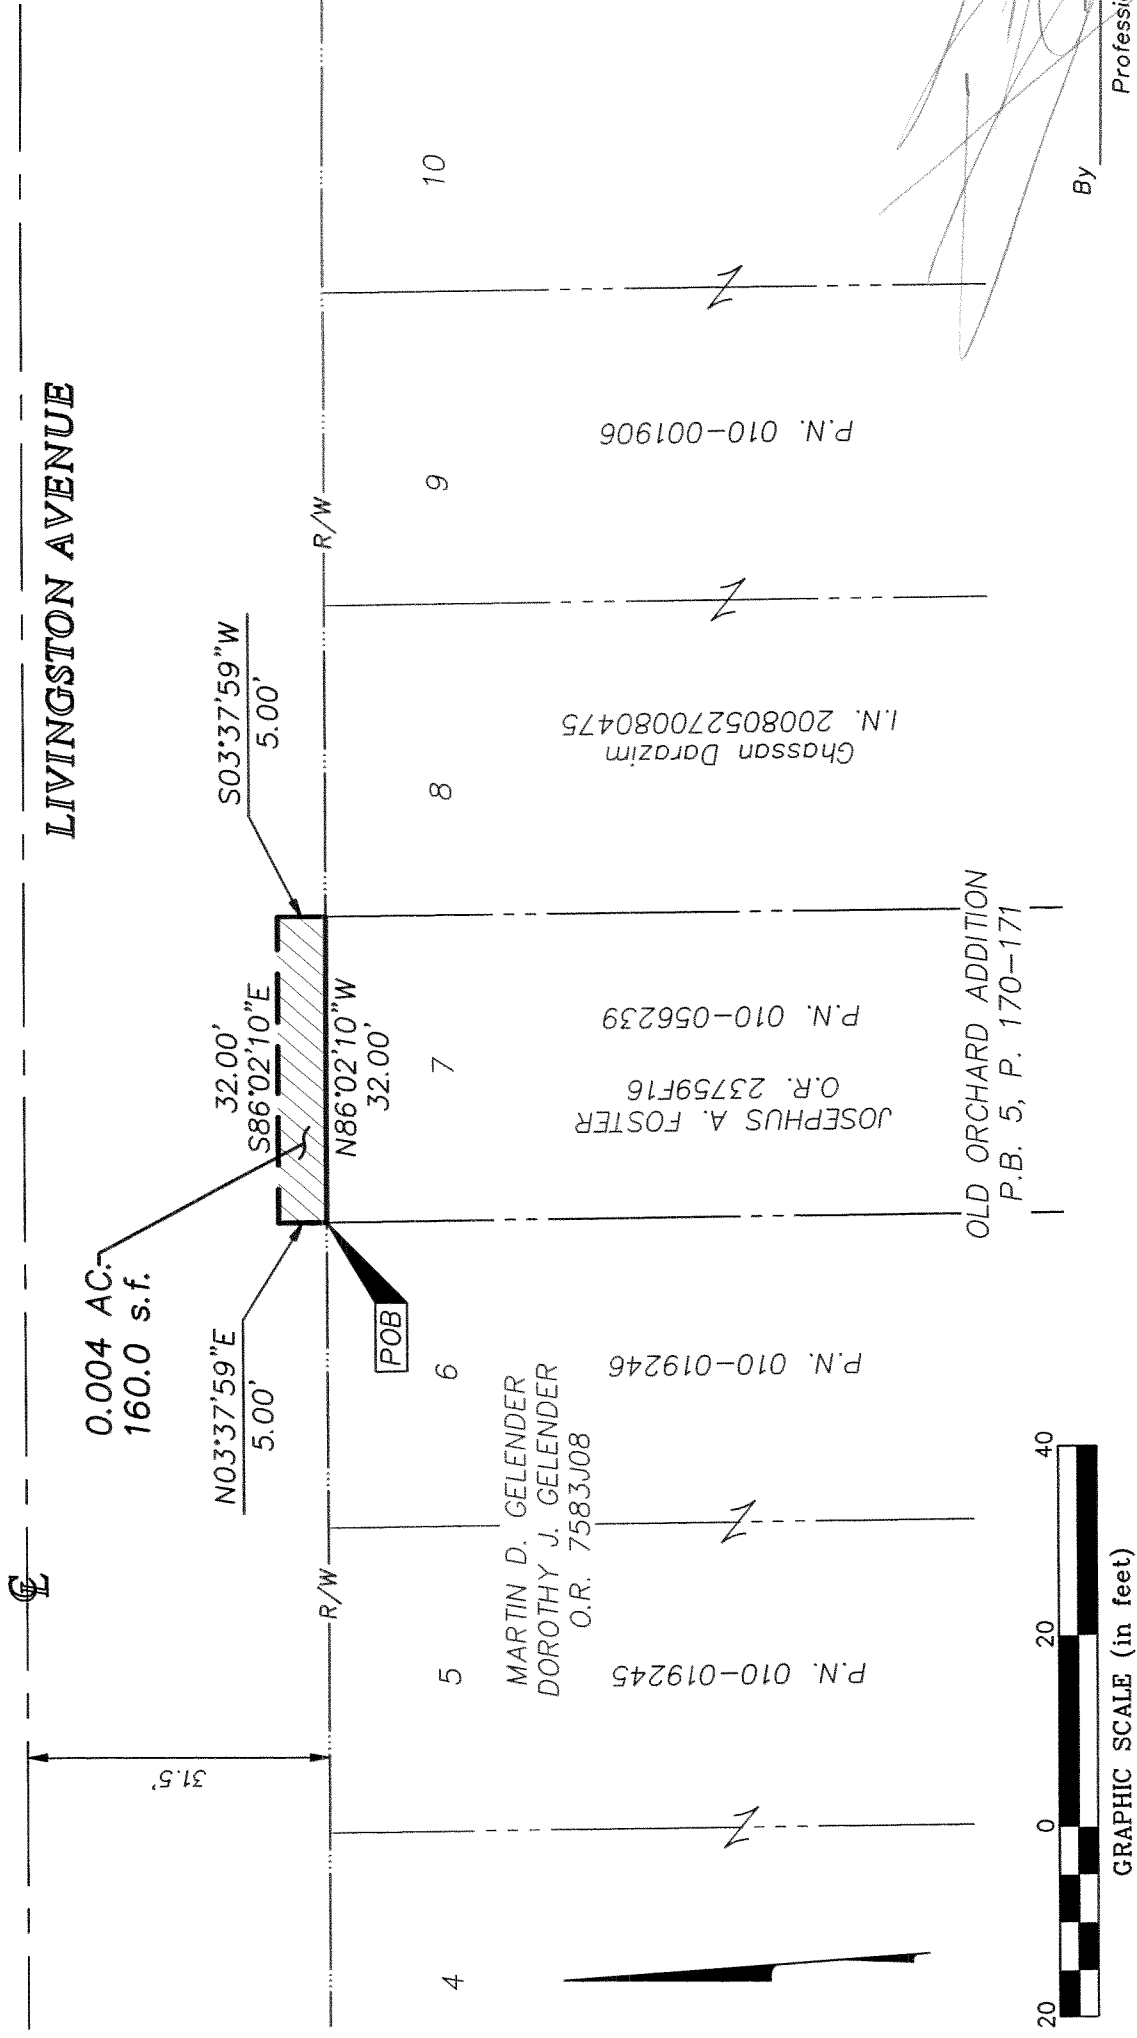 ℄
LIVINGSTON AVENUE
0.004 AC.
160.0 s.f.
N03°37'59"E
5.00'
32.00'
S86°02'10"E
S03°37'59"W
5.00'
31.5'
R/W
R/W
N86°02'10"W
32.00'
POB
4
5
6
7
8
9
10
MARTIN D. GELENDER
DOROTHY J. GELENDER
O.R. 7583J08
P.N. 010-019245
P.N. 010-019246
JOSEPHUS A. FOSTER
O.R. 23759F16
P.N. 010-056239
Ghassan Darazim
I.N. 200805270080475
P.N. 010-001906
OLD ORCHARD ADDITION
P.B. 5, P. 170-171
20
0
20
40
GRAPHIC SCALE (in feet)
By
Professi